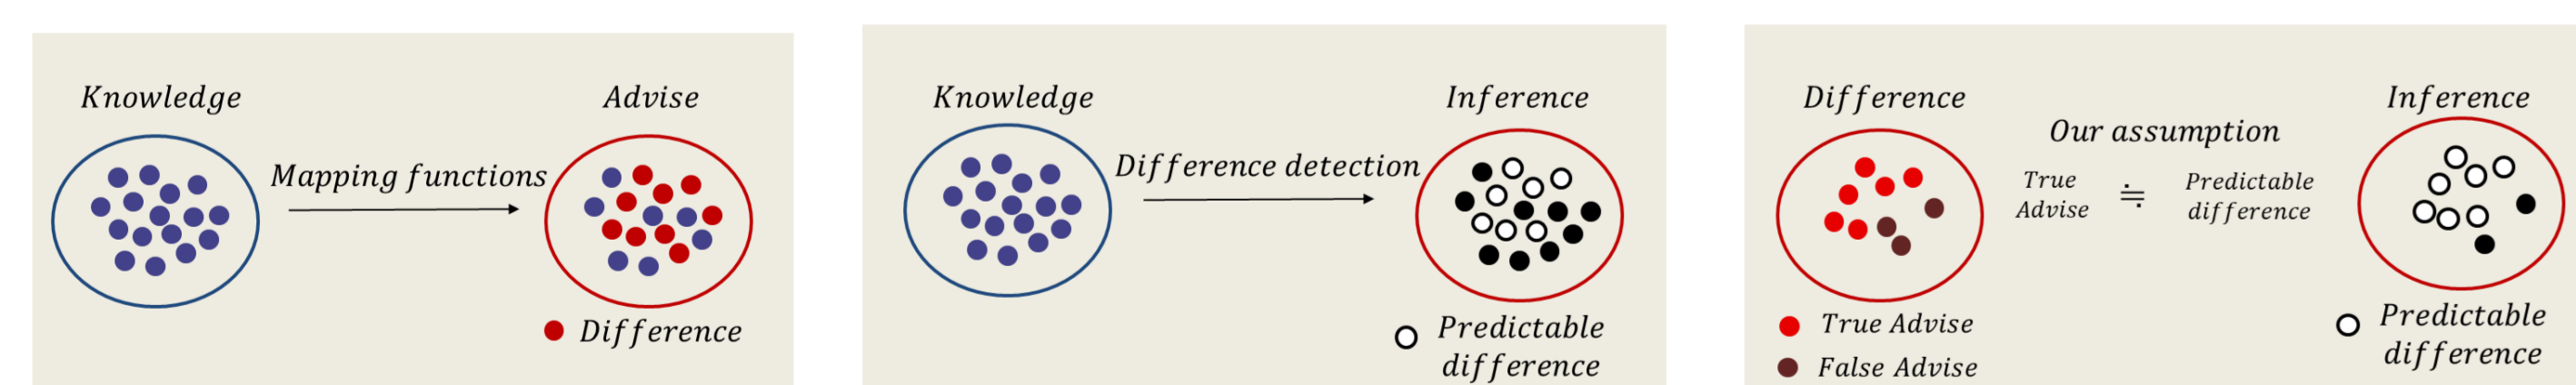 Knowledge
Advise
Mapping functions
Difference
Knowledge
Inference
Difference detection
Predictable
difference
Difference
Inference
Our assumption
True
Advise
≒
Predictable
difference
True Advise
False Advise
Predictable
difference